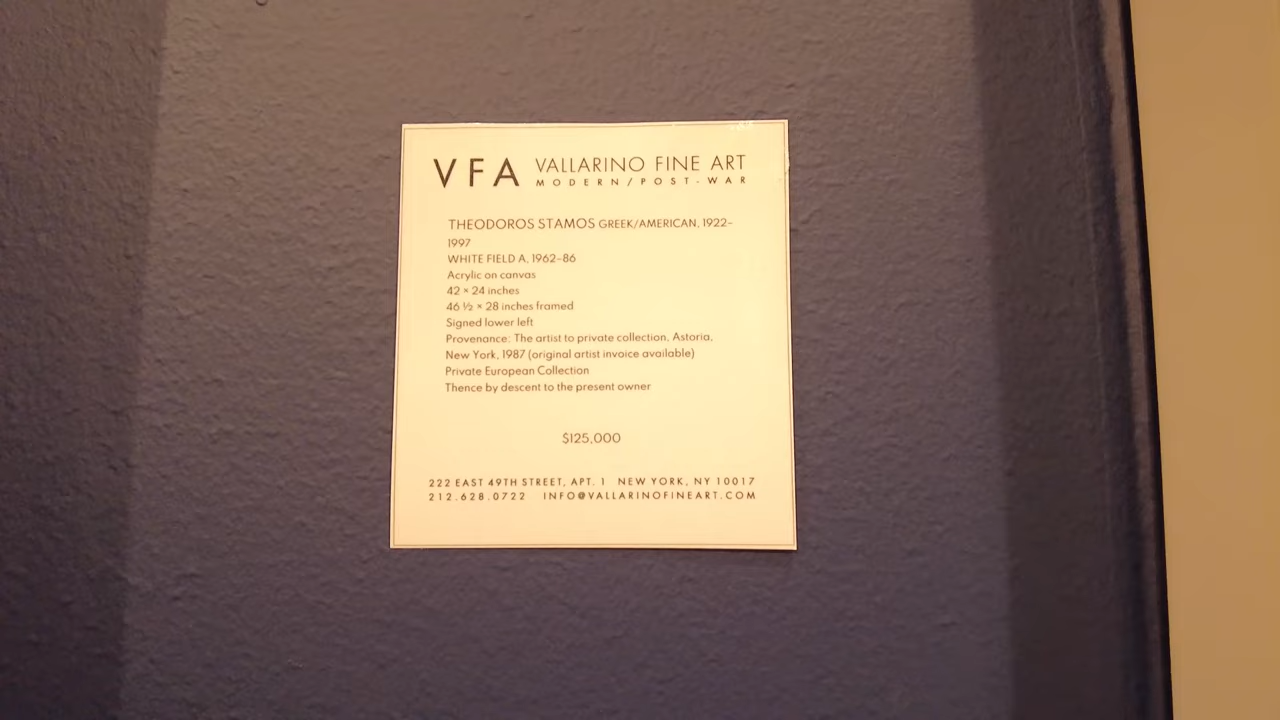 VFA VALLARINO FINE ART
MODERN/POST-WAR
THEODOROS STAMOS GREEK/AMERICAN, 1922–
1997
WHITE FIELD A, 1962–86
Acrylic on canvas
42 × 24 inches
46 ½ × 28 inches framed
Signed lower left
Provenance: The artist to private collection, Astoria,
New York, 1987 (original artist invoice available)
Private European Collection
Thence by descent to the present owner
$125,000
222 EAST 49TH STREET, APT. 1 NEW YORK, NY 10017
212.628.0722 INFO@VALLARINOFINEART.COM